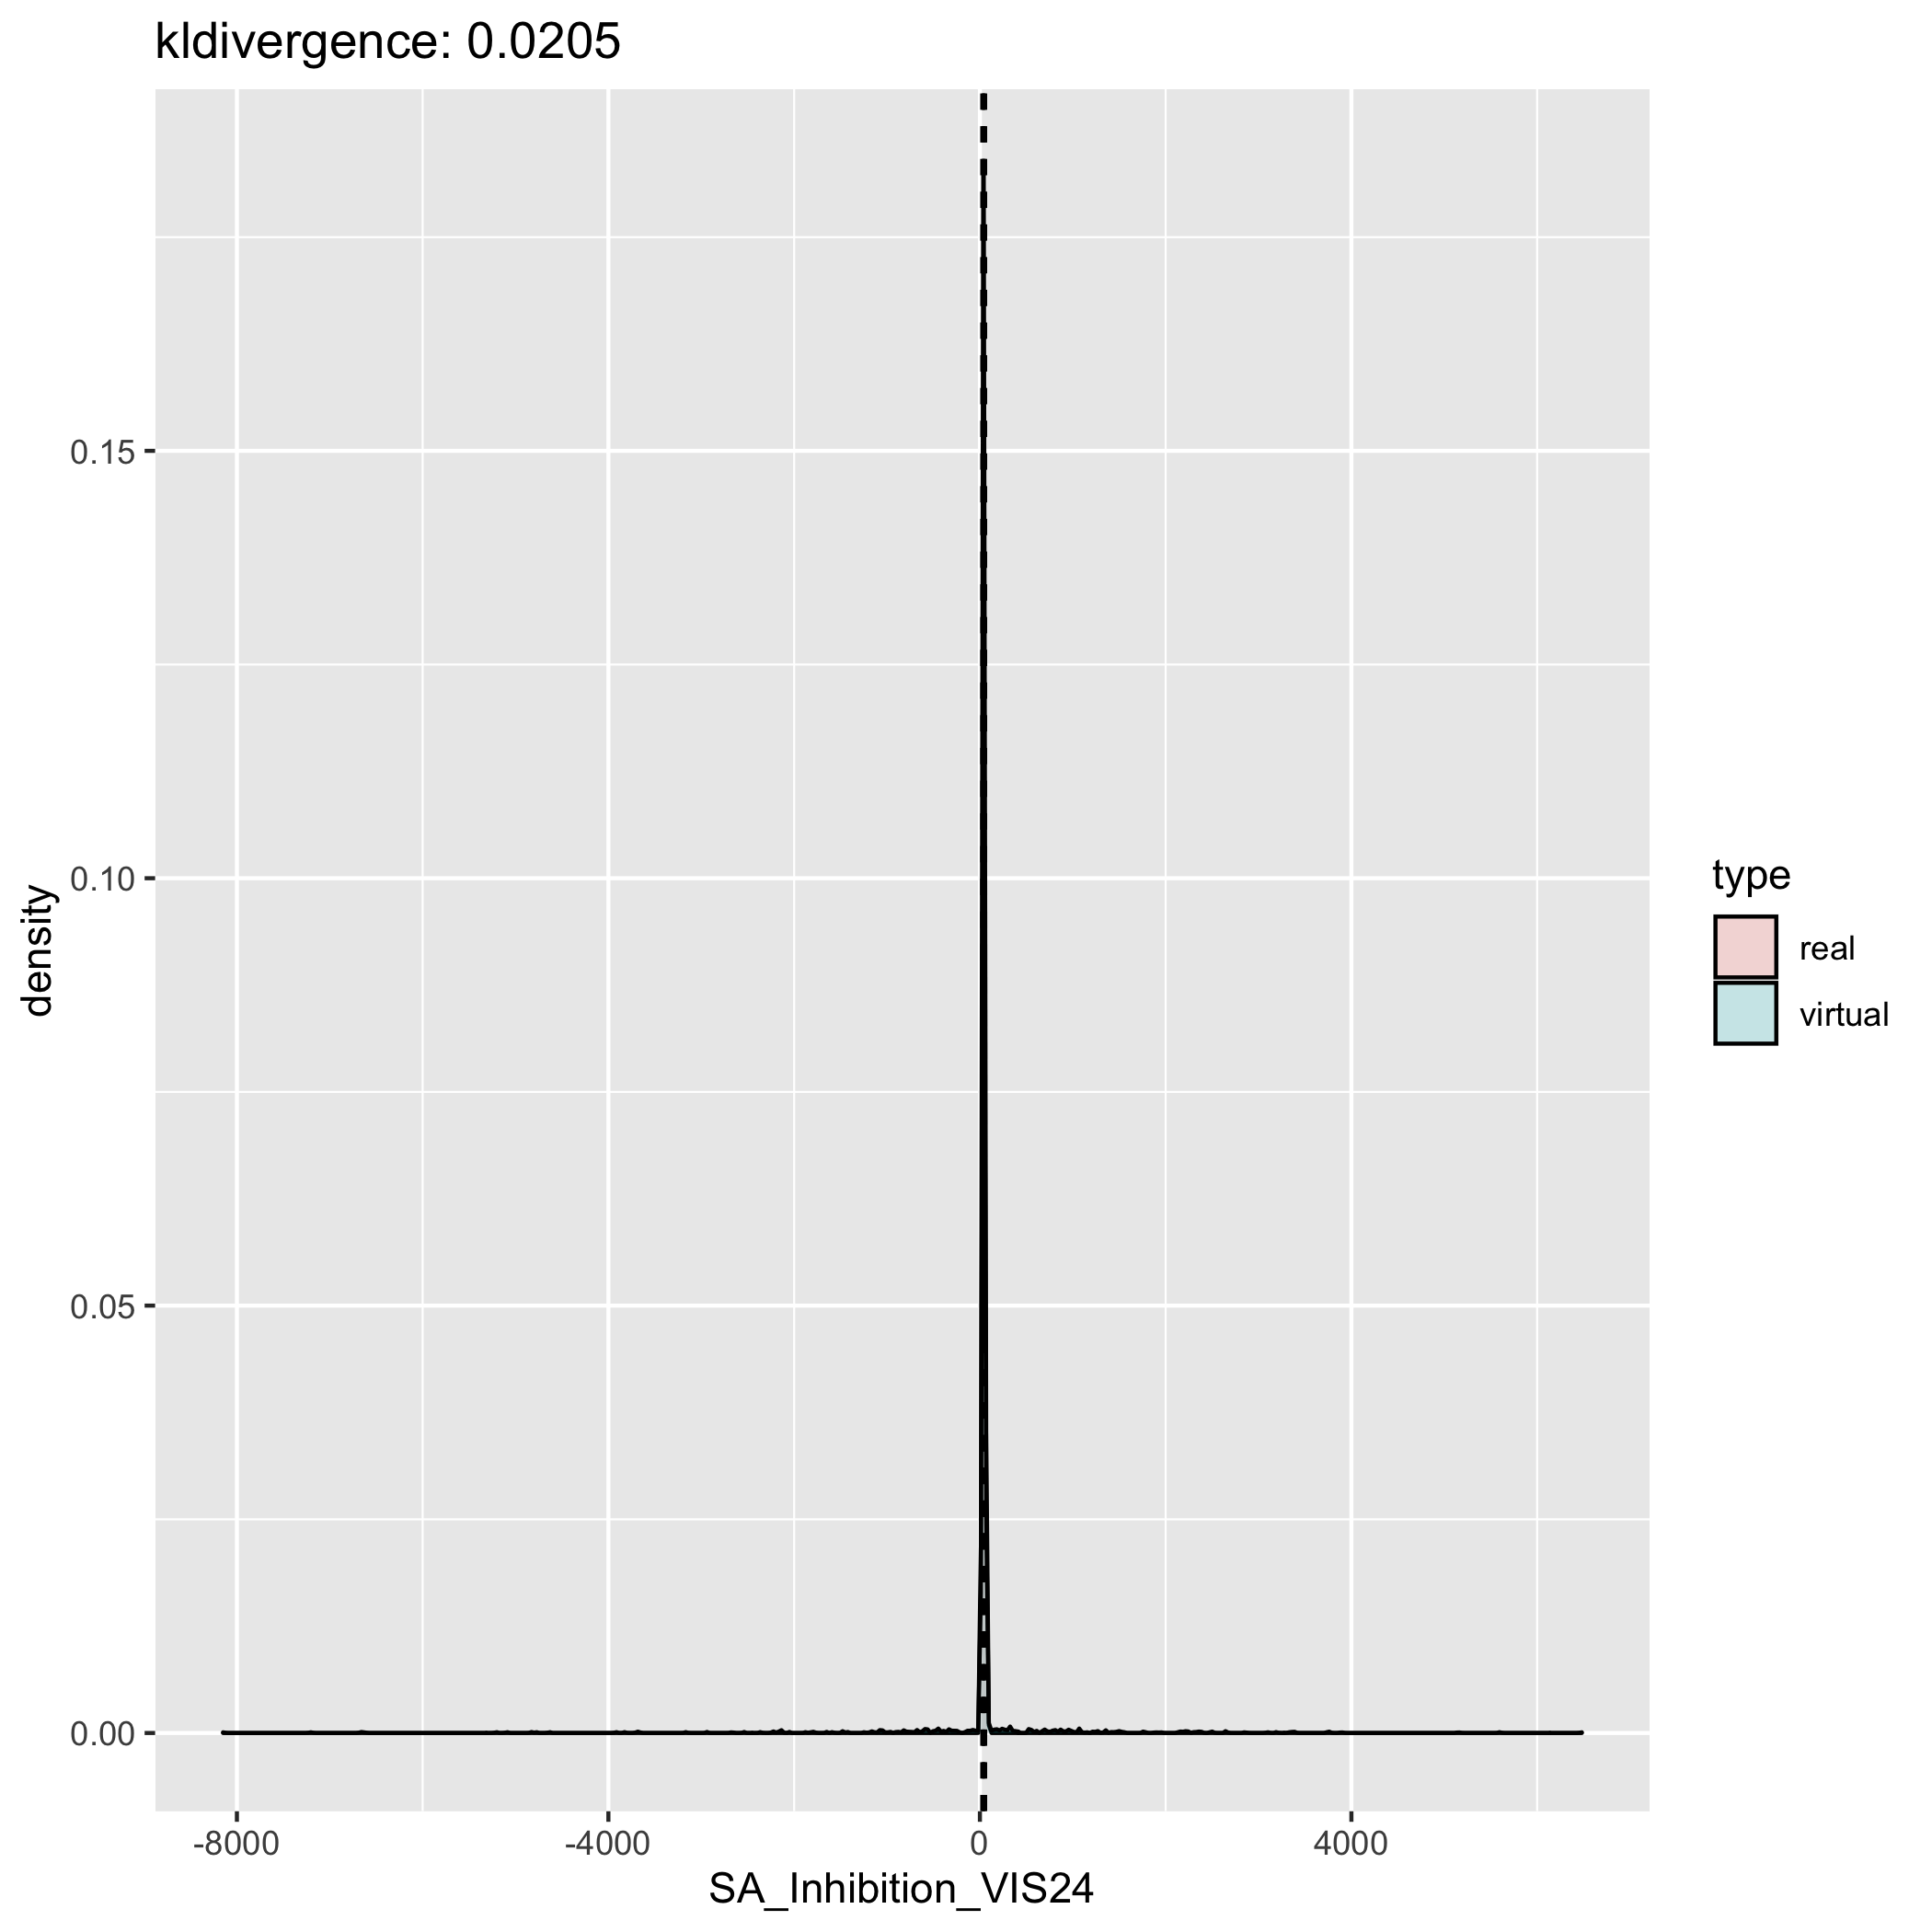 kldivergence: 0.0205
density
0.15
0.10
0.05
0.00
-8000
-4000
0
4000
SA_Inhibition_VIS24
type
real
virtual